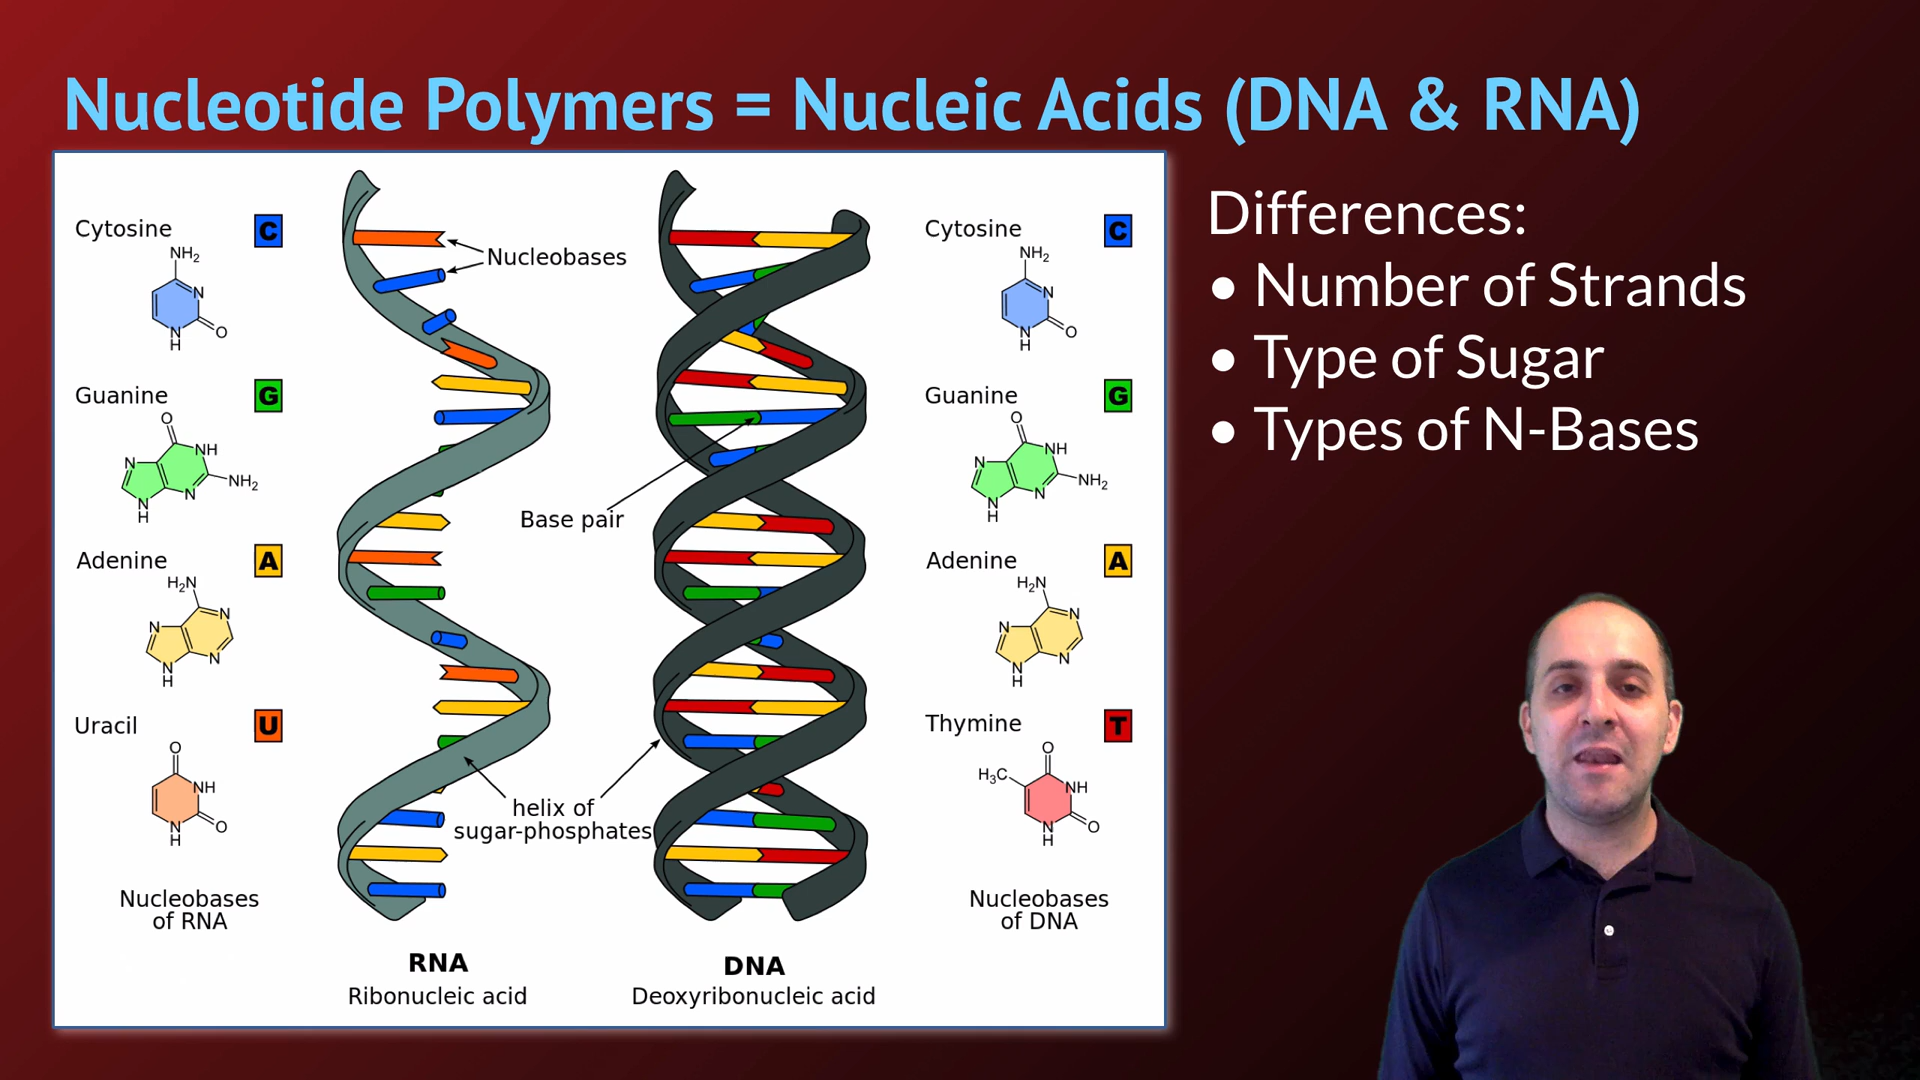 Nucleotide Polymers = Nucleic Acids (DNA & RNA)
Differences:
• Number of Strands
• Type of Sugar
• Types of N-Bases
Cytosine
C
NH₂
N
N
H
O
Guanine
G
O
N
NH
N
H
N
NH₂
Adenine
A
H₂N
N
N
N
H
N
Uracil
U
O
NH
N
H
O
Nucleobases
of RNA
Nucleobases
Base pair
helix of
sugar-phosphates
RNA
Ribonucleic acid
DNA
Deoxyribonucleic acid
Cytosine
C
NH₂
N
N
H
O
Guanine
G
O
N
NH
N
H
N
NH₂
Adenine
A
H₂N
N
N
N
H
N
Thymine
T
O
H₃C
NH
N
H
O
Nucleobases
of DNA